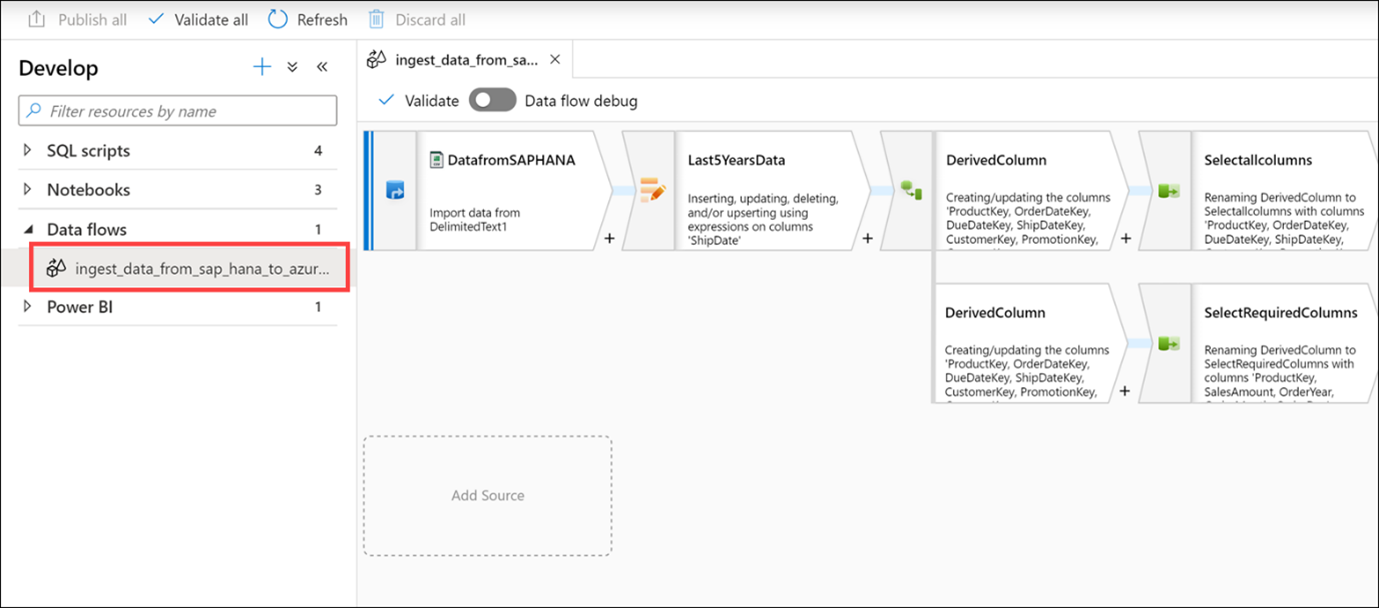 Publish all Validate all Refresh Discard all
Develop
Filter resources by name
SQL scripts 4
Notebooks 3
Data flows 1
ingest_data_from_sap_hana_to_azur...
Power BI 1
ingest_data_from_sa...
Validate Data flow debug
DatafromSAPHANA
Import data from
DelimitedText1
+
Last5YearsData
Inserting, updating, deleting,
and/or upserting using
expressions on columns
'ShipDate'
+
DerivedColumn
Creating/updating the columns
'ProductKey, OrderDateKey,
DueDateKey, ShipDateKey,
CustomerKey, PromotionKey,
+
Selectallcolumns
Renaming DerivedColumn to
Selectallcolumns with columns
'ProductKey, OrderDateKey,
DueDateKey, ShipDateKey,
DerivedColumn
Creating/updating the columns
'ProductKey, OrderDateKey,
DueDateKey, ShipDateKey,
CustomerKey, PromotionKey,
+
SelectRequiredColumns
Renaming DerivedColumn to
SelectRequiredColumns with
columns 'ProductKey,
SalesAmount, OrderYear,
Add Source